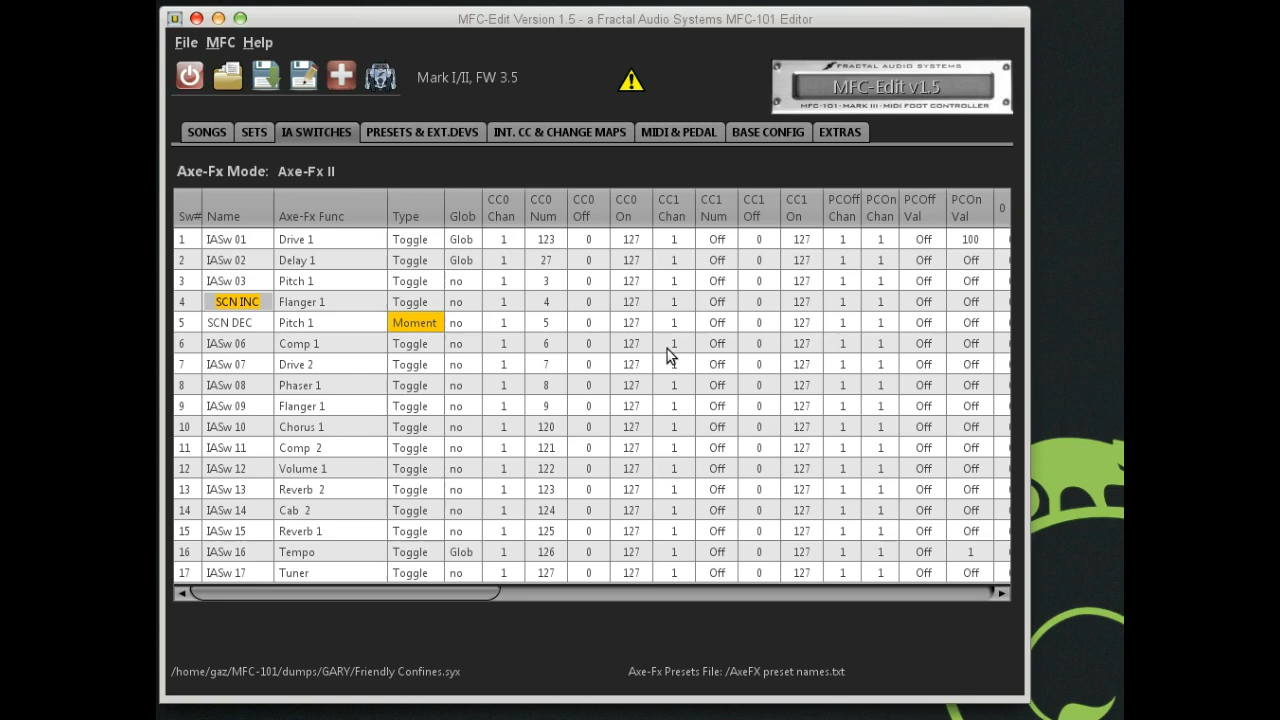 MFC-Edit Version 1.5 - a Fractal Audio Systems MFC-101 Editor
File MFC Help
Mark I/II, FW 3.5
FRACTAL AUDIO SYSTEMS
MFC-Edit v1.5
MFC-101 · MARK III · MIDI FOOT CONTROLLER
SONGS SETS IA SWITCHES PRESETS & EXT.DEVS INT. CC & CHANGE MAPS MIDI & PEDAL BASE CONFIG EXTRAS
Axe-Fx Mode: Axe-Fx II
CC0 CC0 CC0 CC0 CC1 CC1 CC1 CC1 PCOff PCOn PCOff PCOn
Sw# Name Axe-Fx Func Type Glob Chan Num Off On Chan Num Off On Chan Chan Val Val 0
1 IASw 01 Drive 1 Toggle Glob 1 123 0 127 1 Off 0 127 1 1 Off 100
2 IASw 02 Delay 1 Toggle Glob 1 27 0 127 1 Off 0 127 1 1 Off Off
3 IASw 03 Pitch 1 Toggle no 1 3 0 127 1 Off 0 127 1 1 Off Off
4 SCN INC Flanger 1 Toggle no 1 4 0 127 1 Off 0 127 1 1 Off Off
5 SCN DEC Pitch 1 Moment no 1 5 0 127 1 Off 0 127 1 1 Off Off
6 IASw 06 Comp 1 Toggle no 1 6 0 127 1 Off 0 127 1 1 Off Off
7 IASw 07 Drive 2 Toggle no 1 7 0 127 1 Off 0 127 1 1 Off Off
8 IASw 08 Phaser 1 Toggle no 1 8 0 127 1 Off 0 127 1 1 Off Off
9 IASw 09 Flanger 1 Toggle no 1 9 0 127 1 Off 0 127 1 1 Off Off
10 IASw 10 Chorus 1 Toggle no 1 120 0 127 1 Off 0 127 1 1 Off Off
11 IASw 11 Comp 2 Toggle no 1 121 0 127 1 Off 0 127 1 1 Off Off
12 IASw 12 Volume 1 Toggle no 1 122 0 127 1 Off 0 127 1 1 Off Off
13 IASw 13 Reverb 2 Toggle no 1 123 0 127 1 Off 0 127 1 1 Off Off
14 IASw 14 Cab 2 Toggle no 1 124 0 127 1 Off 0 127 1 1 Off Off
15 IASw 15 Reverb 1 Toggle no 1 125 0 127 1 Off 0 127 1 1 Off Off
16 IASw 16 Tempo Toggle Glob 1 126 0 127 1 Off 0 127 1 1 Off 1
17 IASw 17 Tuner Toggle no 1 127 0 127 1 Off 0 127 1 1 Off Off
/home/gaz/MFC-101/dumps/GARY/Friendly Confines.syx Axe-Fx Presets File: /AxeFX preset names.txt